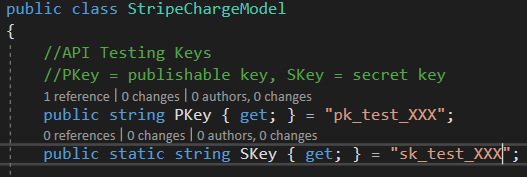 public class StripeChargeModel
{
//API Testing Keys
//PKey = publishable key, SKey = secret key
1 reference | 0 changes | 0 authors, 0 changes
public string PKey { get; } = "pk_test_XXX";
0 references | 0 changes | 0 authors, 0 changes
public static string SKey { get; } = "sk_test_XXX";